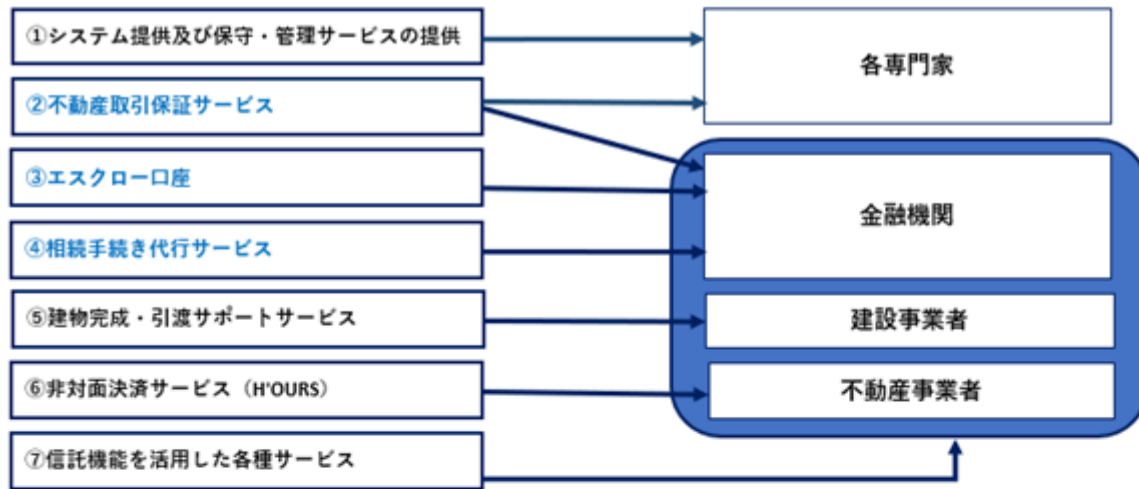 ①システム提供及び保守・管理サービスの提供
②不動産取引保証サービス
③エスクロー口座
④相続手続き代行サービス
⑤建物完成・引渡サポートサービス
⑥非対面決済サービス（H'OURS）
⑦信託機能を活用した各種サービス
各専門家
金融機関
建設事業者
不動産事業者